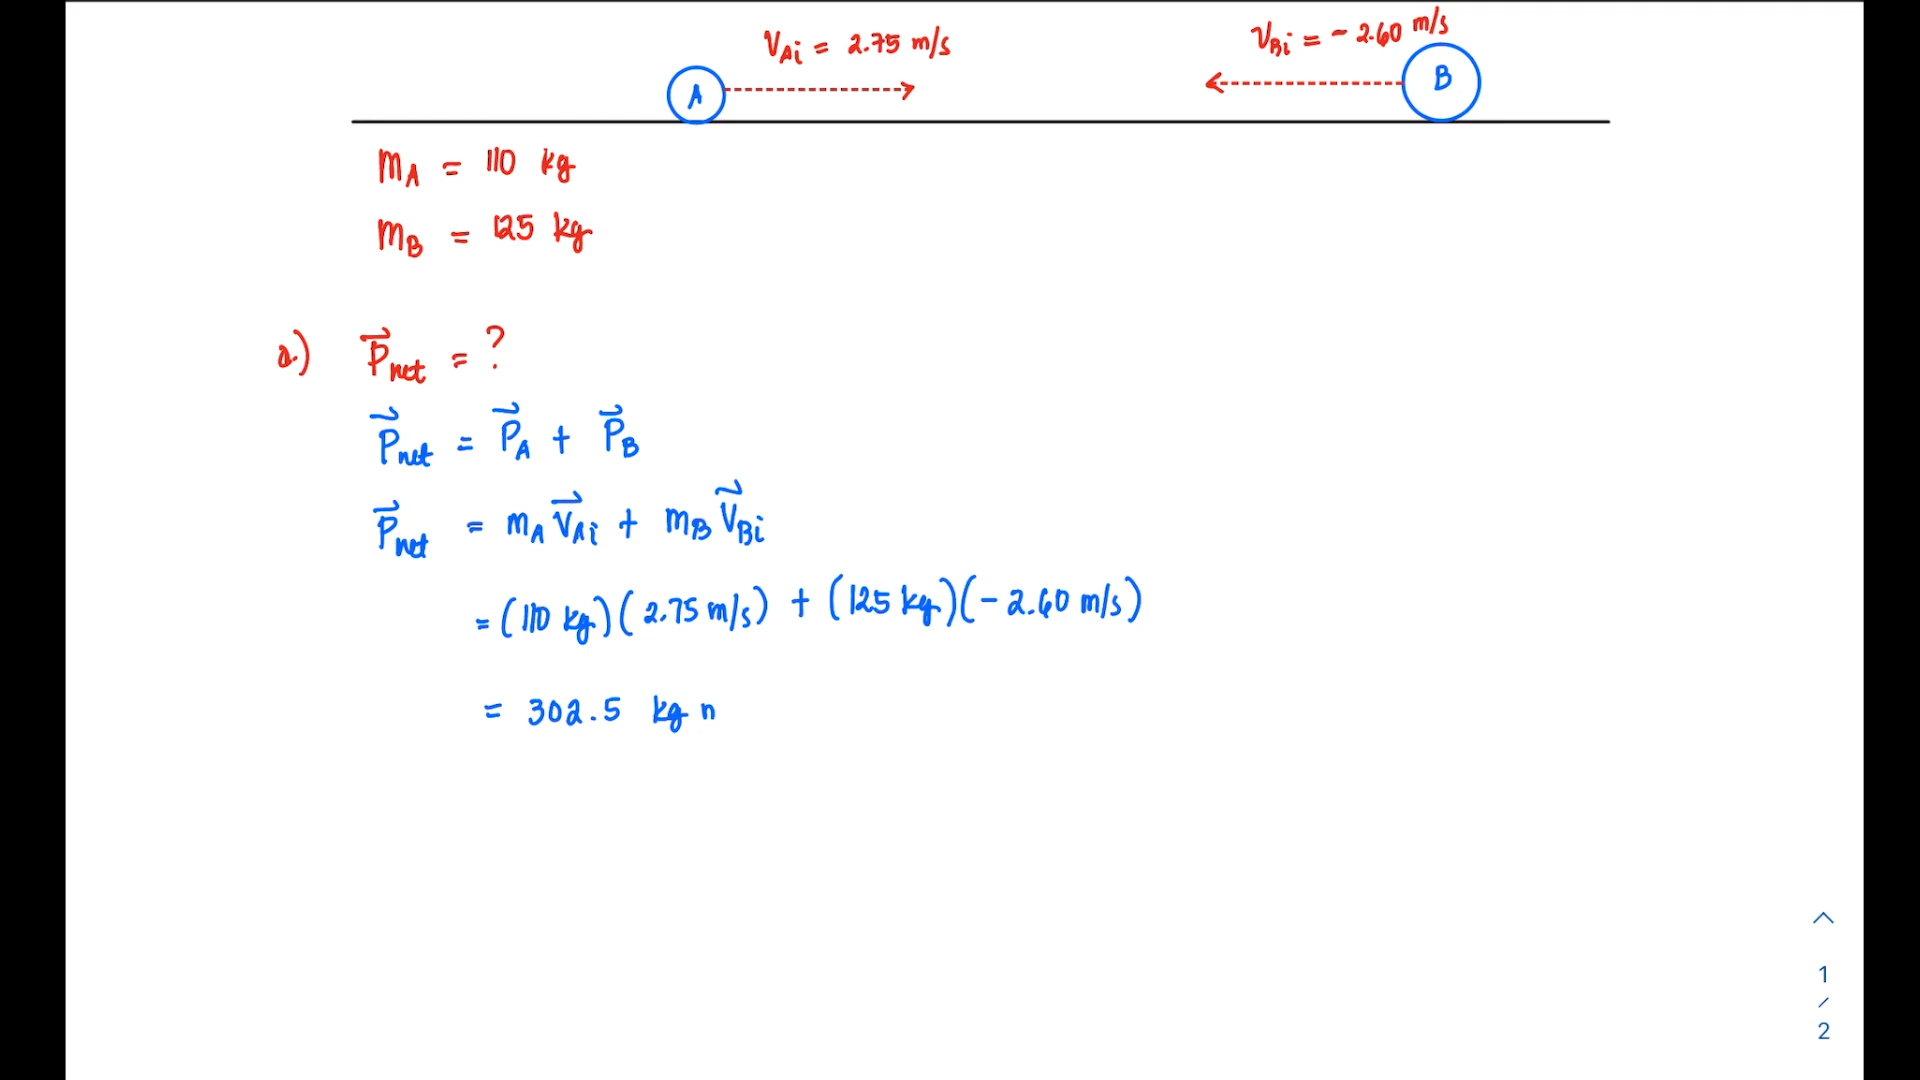 V_Ai = 2.75 m/s
V_Bi = - 2.60 m/s
A
B
m_A = 110 kg
m_B = 125 kg
a.) P⃗_net = ?
P⃗_net = P⃗_A + P⃗_B
P⃗_net = m_A V⃗_Ai + m_B V⃗_Bi
= (110 kg)(2.75 m/s) + (125 kg)(- 2.60 m/s)
= 302.5 kg n
1
/
2